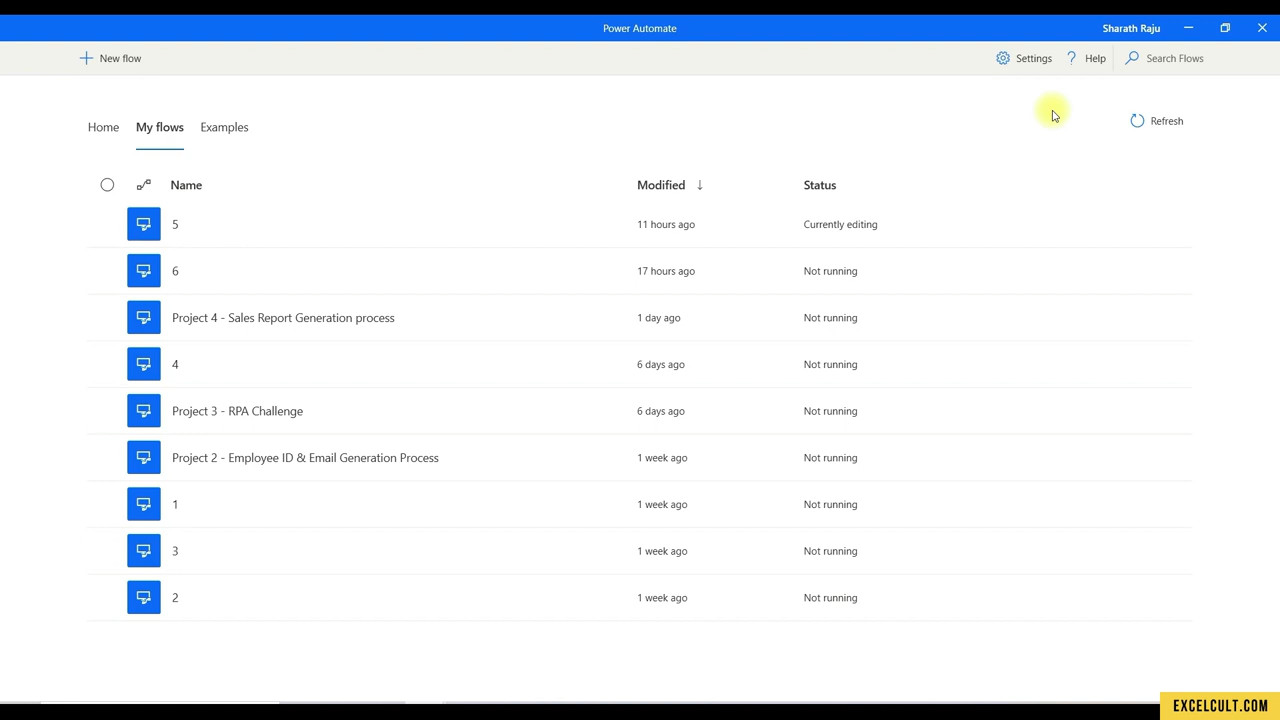 Power Automate
Sharath Raju
New flow
Settings
Help
Search Flows
Home
My flows
Examples
Refresh
Name
Modified ↓
Status
5
11 hours ago
Currently editing
6
17 hours ago
Not running
Project 4 - Sales Report Generation process
1 day ago
Not running
4
6 days ago
Not running
Project 3 - RPA Challenge
6 days ago
Not running
Project 2 - Employee ID & Email Generation Process
1 week ago
Not running
1
1 week ago
Not running
3
1 week ago
Not running
2
1 week ago
Not running
EXCELCULT.COM